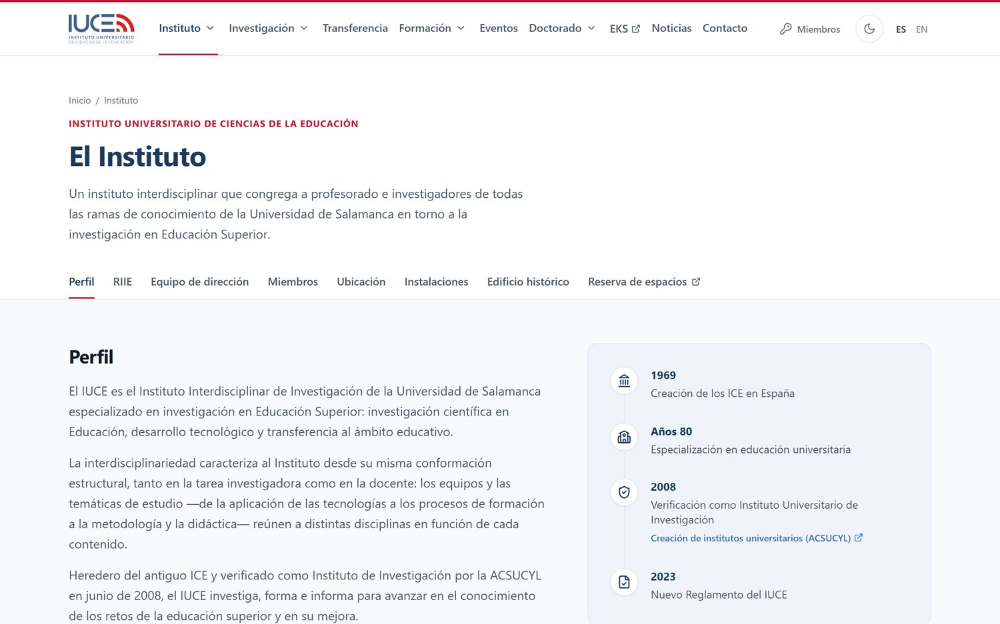 IUCE
INSTITUTO UNIVERSITARIO
DE CIENCIAS DE LA EDUCACIÓN
Instituto
Investigación
Transferencia
Formación
Eventos
Doctorado
EKS
Noticias
Contacto
Miembros
ES · EN
Inicio / Instituto
INSTITUTO UNIVERSITARIO DE CIENCIAS DE LA EDUCACIÓN
El Instituto
Un instituto interdisciplinar que congrega a profesorado e investigadores de todas
las ramas de conocimiento de la Universidad de Salamanca en torno a la
investigación en Educación Superior.
Perfil
RIIE
Equipo de dirección
Miembros
Ubicación
Instalaciones
Edificio histórico
Reserva de espacios
Perfil
El IUCE es el Instituto Interdisciplinar de Investigación de la Universidad de Salamanca
especializado en investigación en Educación Superior: investigación científica en
Educación, desarrollo tecnológico y transferencia al ámbito educativo.
La interdisciplinariedad caracteriza al Instituto desde su misma conformación
estructural, tanto en la tarea investigadora como en la docente: los equipos y las
temáticas de estudio —de la aplicación de las tecnologías a los procesos de formación
a la metodología y la didáctica— reúnen a distintas disciplinas en función de cada
contenido.
Heredero del antiguo ICE y verificado como Instituto de Investigación por la ACSUCYL
en junio de 2008, el IUCE investiga, forma e informa para avanzar en el conocimiento
de los retos de la educación superior y en su mejora.
1969
Creación de los ICE en España
Años 80
Especialización en educación universitaria
2008
Verificación como Instituto Universitario de
Investigación
Creación de institutos universitarios (ACSUCYL)
2023
Nuevo Reglamento del IUCE